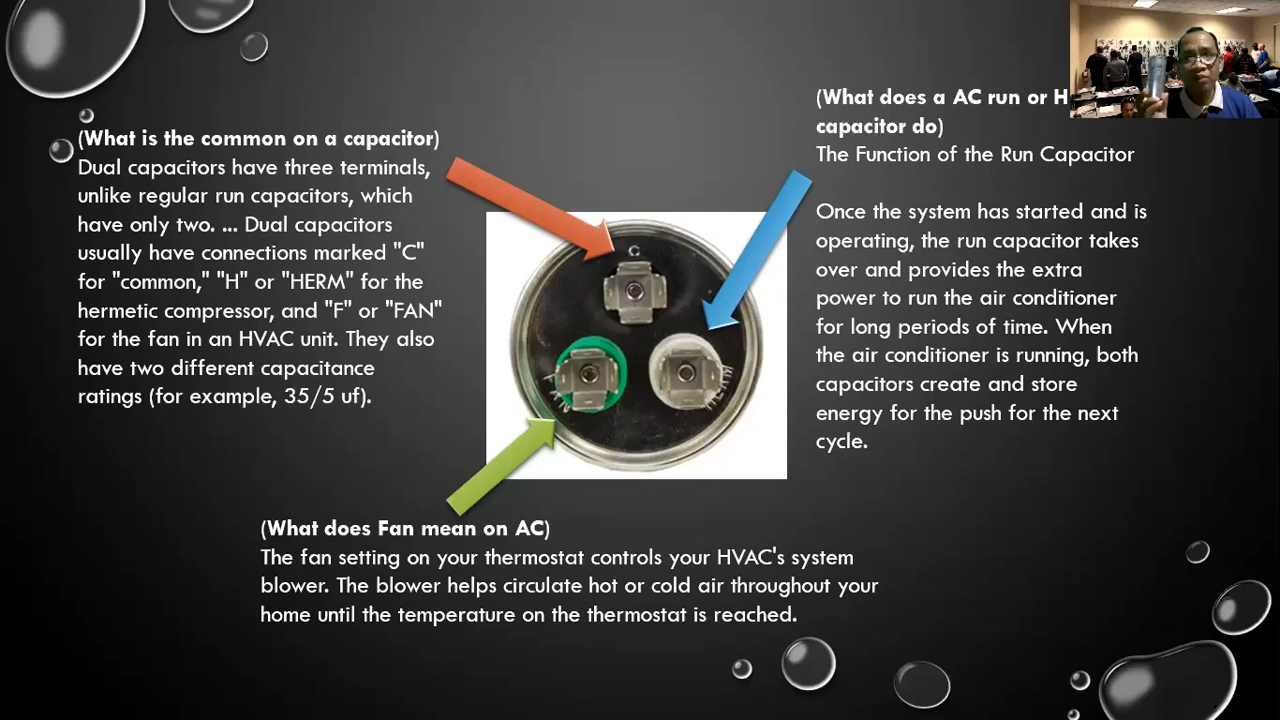 (What is the common on a capacitor)
Dual capacitors have three terminals,
unlike regular run capacitors, which
have only two. ... Dual capacitors
usually have connections marked "C"
for "common," "H" or "HERM" for the
hermetic compressor, and "F" or "FAN"
for the fan in an HVAC unit. They also
have two different capacitance
ratings (for example, 35/5 uf).
(What does a AC run or H
capacitor do)
The Function of the Run Capacitor
Once the system has started and is
operating, the run capacitor takes
over and provides the extra
power to run the air conditioner
for long periods of time. When
the air conditioner is running, both
capacitors create and store
energy for the push for the next
cycle.
C
FAN
HERM
(What does Fan mean on AC)
The fan setting on your thermostat controls your HVAC's system
blower. The blower helps circulate hot or cold air throughout your
home until the temperature on the thermostat is reached.